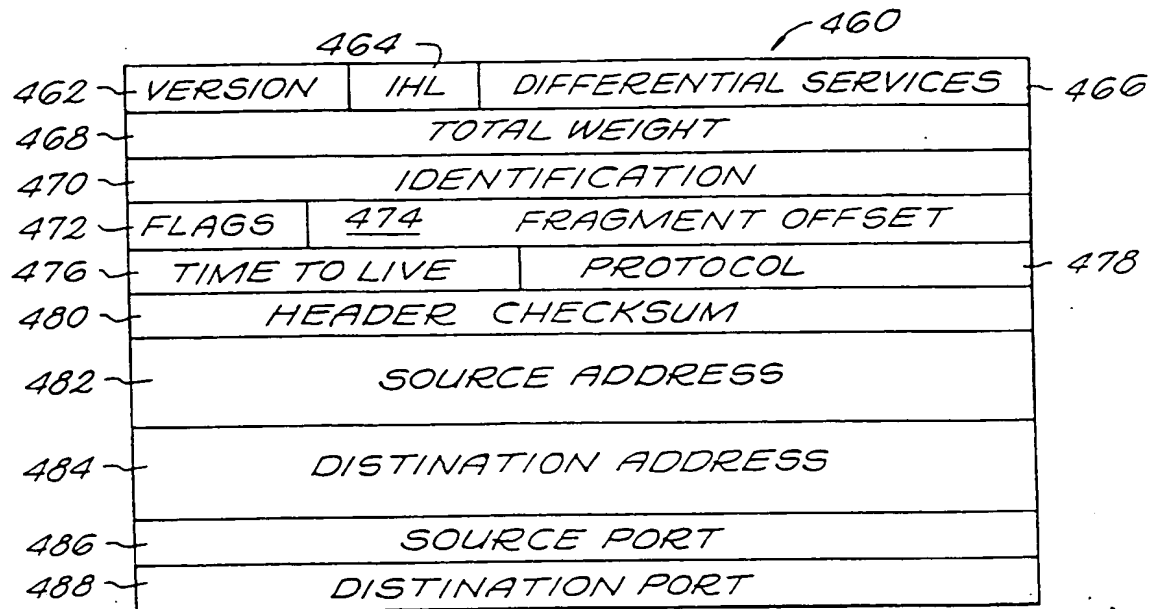 464 460
462 VERSION IHL DIFFERENTIAL SERVICES 466
468 TOTAL WEIGHT
470 IDENTIFICATION
472 FLAGS 474 FRAGMENT OFFSET
476 TIME TO LIVE PROTOCOL 478
480 HEADER CHECKSUM
482 SOURCE ADDRESS
484 DISTINATION ADDRESS
486 SOURCE PORT
488 DISTINATION PORT